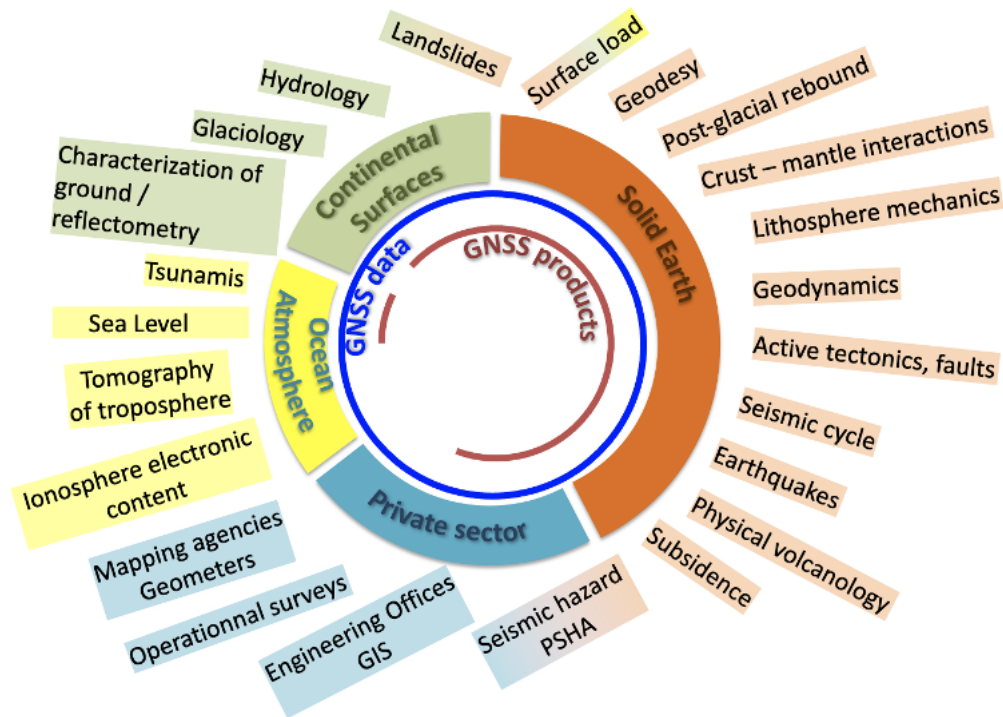 Landslides
Surface load
Geodesy
Post-glacial rebound
Crust – mantle interactions
Lithosphere mechanics
Geodynamics
Active tectonics, faults
Seismic cycle
Earthquakes
Physical volcanology
Subsidence
Seismic hazard
PSHA
Engineering Offices
GIS
Operationnal surveys
Mapping agencies
Geometers
Ionosphere electronic
content
Tomography
of troposphere
Sea Level
Tsunamis
Characterization of
ground /
reflectometry
Glaciology
Hydrology
Continental
Surfaces
Solid Earth
Private sector
Ocean
Atmosphere
GNSS data
GNSS products